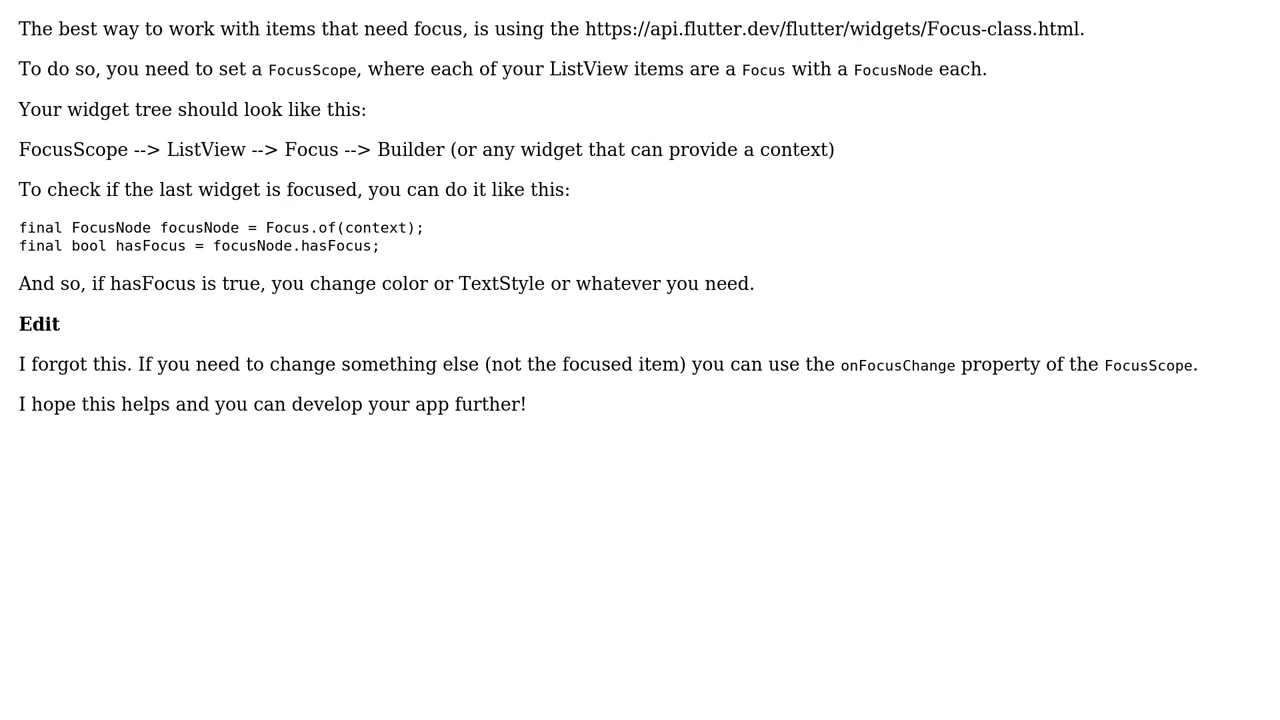 The best way to work with items that need focus, is using the https://api.flutter.dev/flutter/widgets/Focus-class.html.
To do so, you need to set a FocusScope, where each of your ListView items are a Focus with a FocusNode each.
Your widget tree should look like this:
FocusScope --> ListView --> Focus --> Builder (or any widget that can provide a context)
To check if the last widget is focused, you can do it like this:
final FocusNode focusNode = Focus.of(context);
final bool hasFocus = focusNode.hasFocus;
And so, if hasFocus is true, you change color or TextStyle or whatever you need.
Edit
I forgot this. If you need to change something else (not the focused item) you can use the onFocusChange property of the FocusScope.
I hope this helps and you can develop your app further!